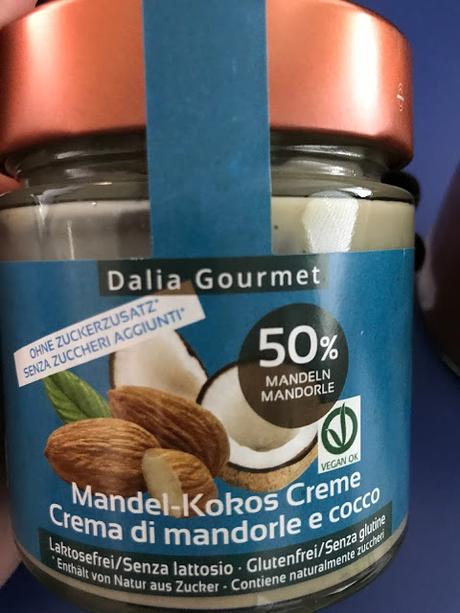 Dalia Gourmet
OHNE ZUCKERZUSATZ*
SENZA ZUCCHERI AGGIUNTI*
50%
MANDELN
MANDORLE
VEGAN OK
Mandel-Kokos Creme
Crema di mandorle e cocco
Laktosefrei/Senza lattosio · Glutenfrei/Senza glutine
* Enthält von Natur aus Zucker - Contiene naturalmente zuccheri